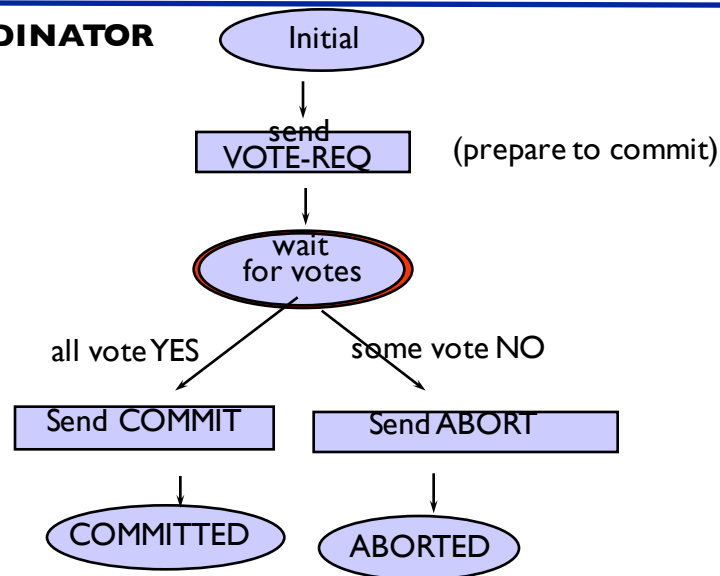 DINATOR
Initial
send
VOTE-REQ
(prepare to commit)
wait
for votes
all vote YES
some vote NO
Send COMMIT
Send ABORT
COMMITTED
ABORTED